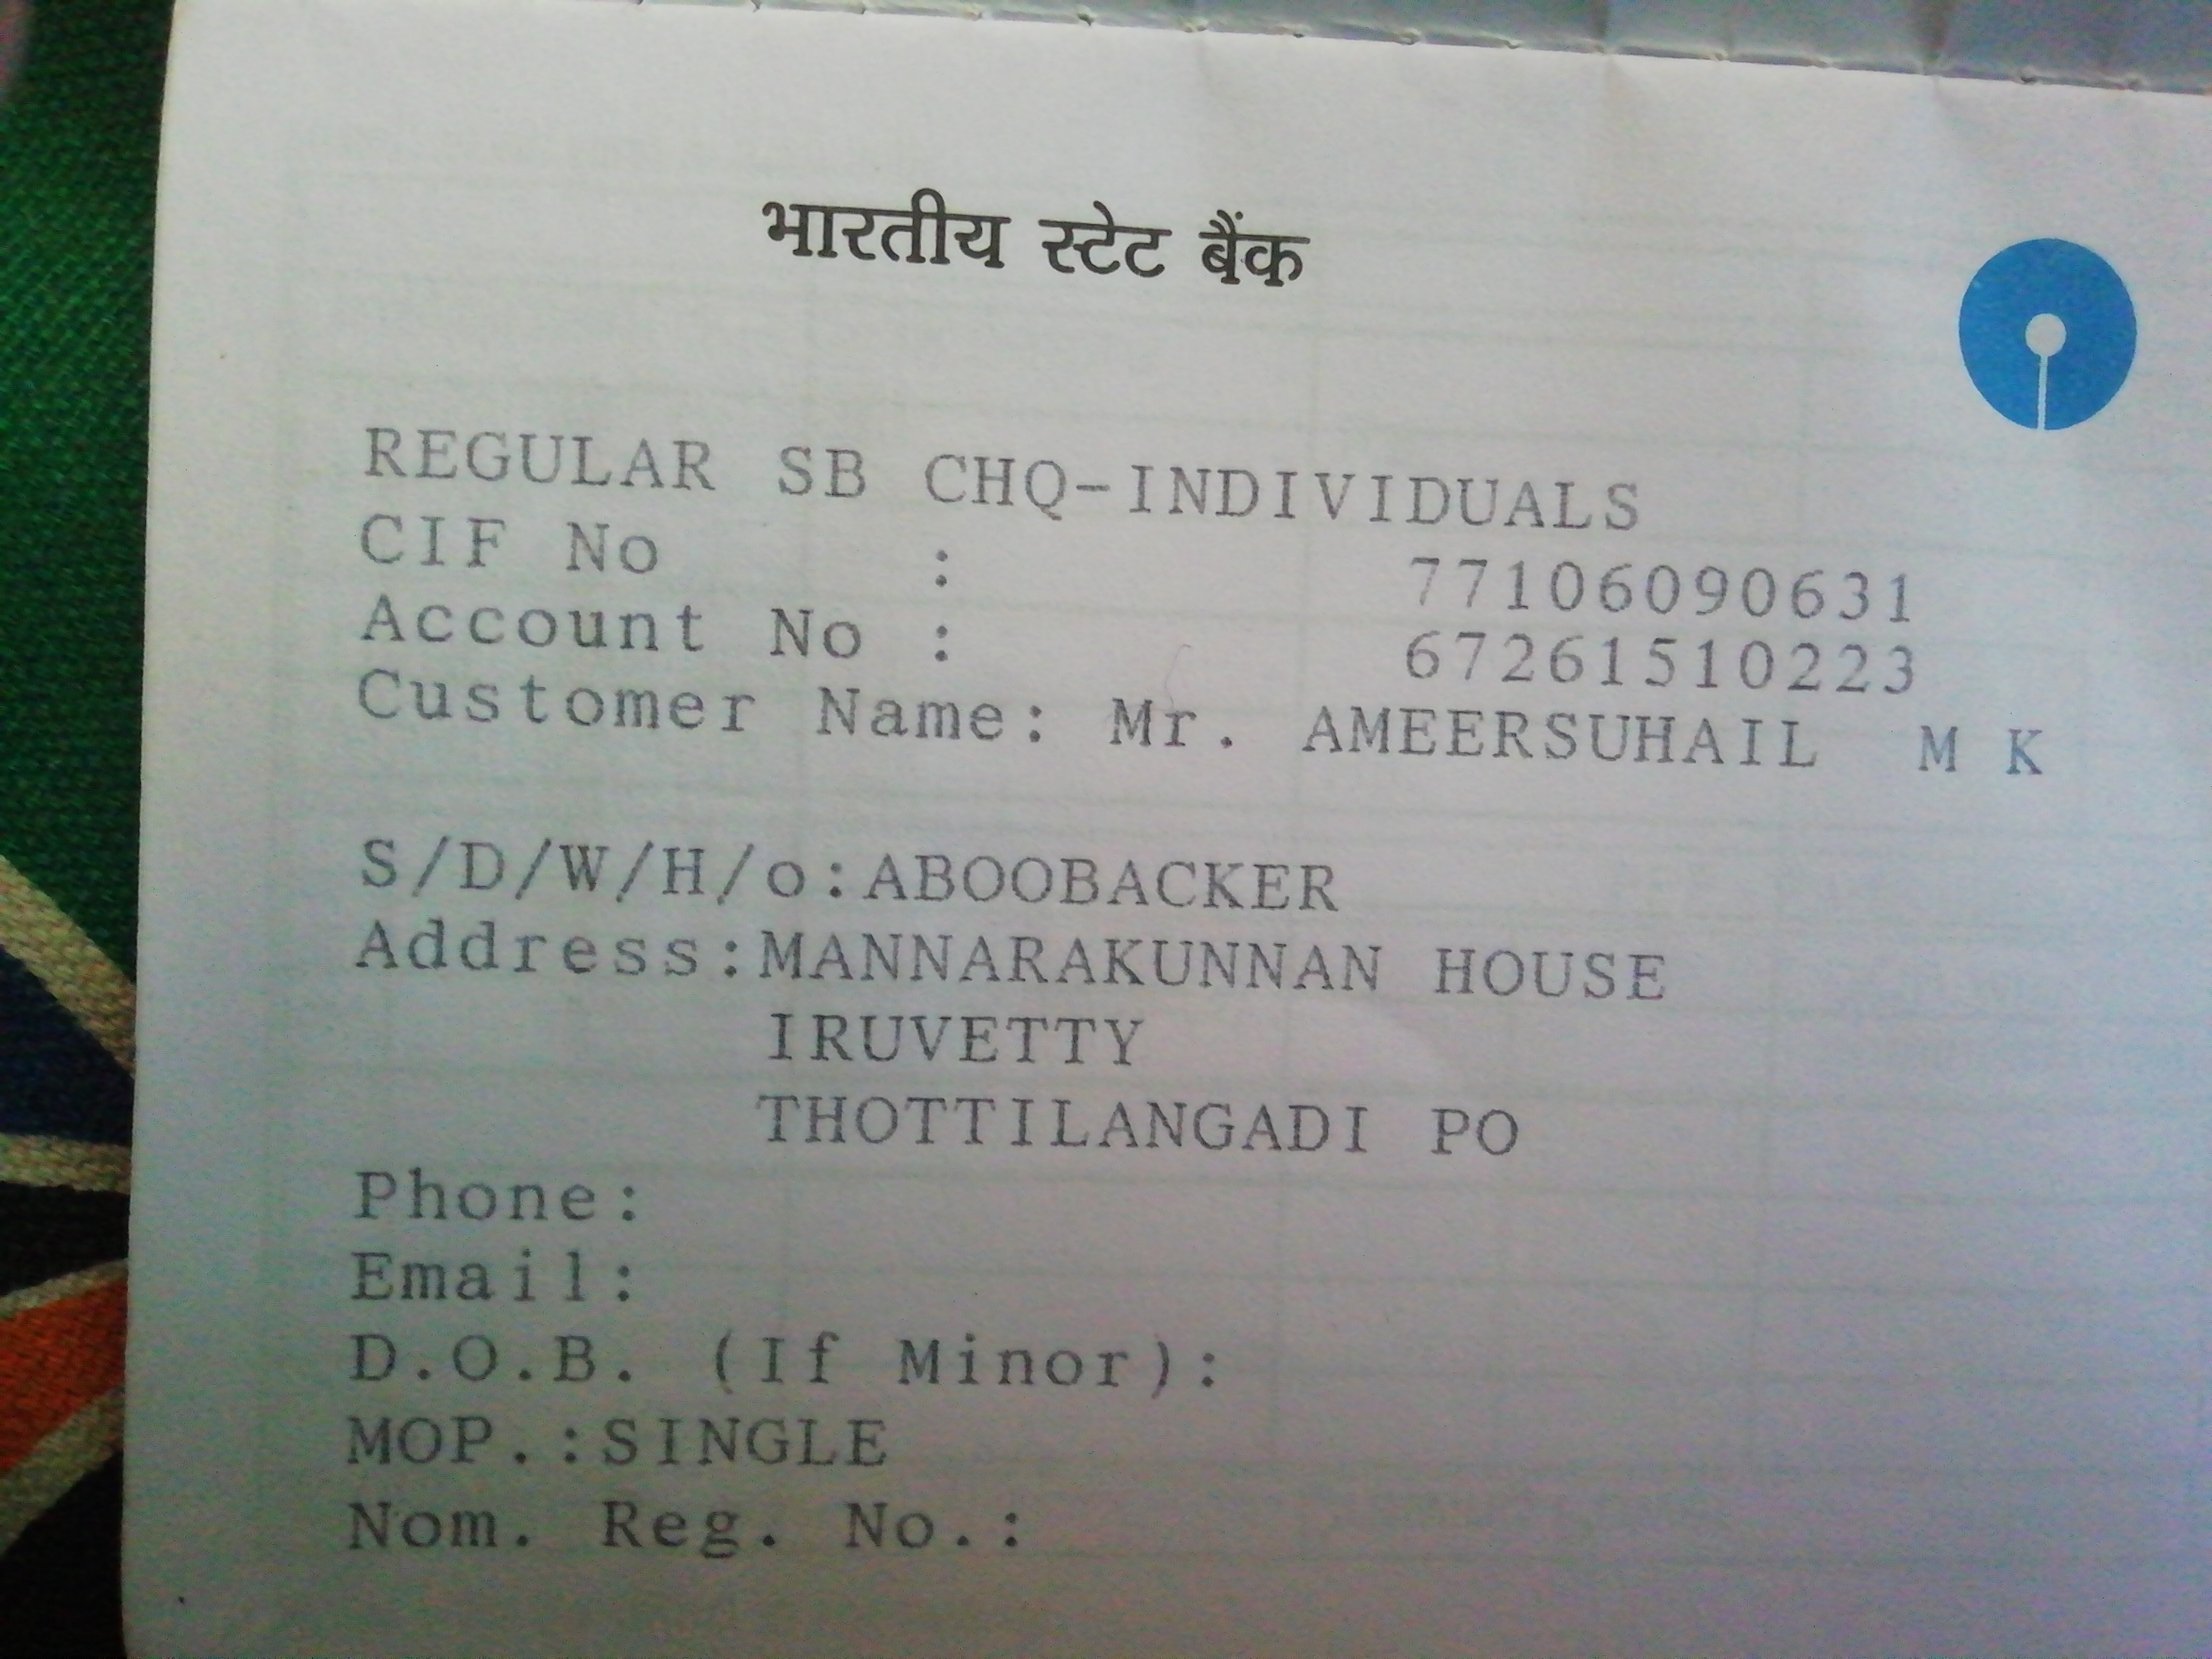 भारतीय स्टेट बैंक
REGULAR SB CHQ-INDIVIDUALS
CIF No : 77106090631
Account No : 67261510223
Customer Name: Mr. AMEERSUHAIL M K
S/D/W/H/o:ABOOBACKER
Address:MANNARAKUNNAN HOUSE
IRUVETTY
THOTTILANGADI PO
Phone:
Email:
D.O.B. (If Minor):
MOP.:SINGLE
Nom. Reg. No.: